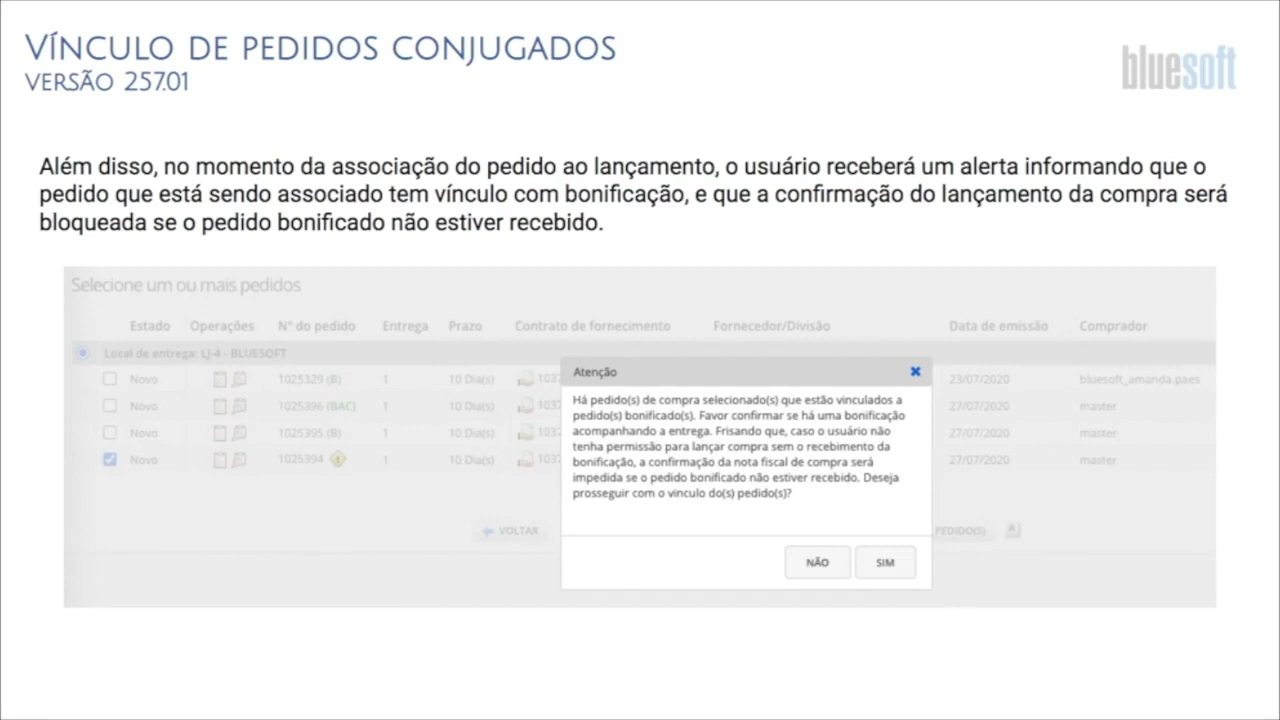 VÍNCULO DE PEDIDOS CONJUGADOS
VERSÃO 257.01
bluesoft
Além disso, no momento da associação do pedido ao lançamento, o usuário receberá um alerta informando que o
pedido que está sendo associado tem vínculo com bonificação, e que a confirmação do lançamento da compra será
bloqueada se o pedido bonificado não estiver recebido.
Selecione um ou mais pedidos
Estado Operações Nº do pedido Entrega Prazo Contrato de fornecimento Fornecedor/Divisão Data de emissão Comprador
Local de entrega: LJ-4 - BLUESOFT
Novo 1025329 (B) 1 10 Dia(s) 1037 23/07/2020 bluesoft_amanda.paes
Novo 1025396 (BAC) 1 10 Dia(s) 1037 27/07/2020 master
Novo 1025395 (B) 1 10 Dia(s) 1037 27/07/2020 master
Novo 1025394 1 10 Dia(s) 1037 27/07/2020 master
Atenção
Há pedido(s) de compra selecionado(s) que estão vinculados a
pedido(s) bonificado(s). Favor confirmar se há uma bonificação
acompanhando a entrega. Frisando que, caso o usuário não
tenha permissão para lançar compra sem o recebimento da
bonificação, a confirmação da nota fiscal de compra será
impedida se o pedido bonificado não estiver recebido. Deseja
prosseguir com o vinculo do(s) pedido(s)?
VOLTAR PEDIDO(S) A
NÃO SIM